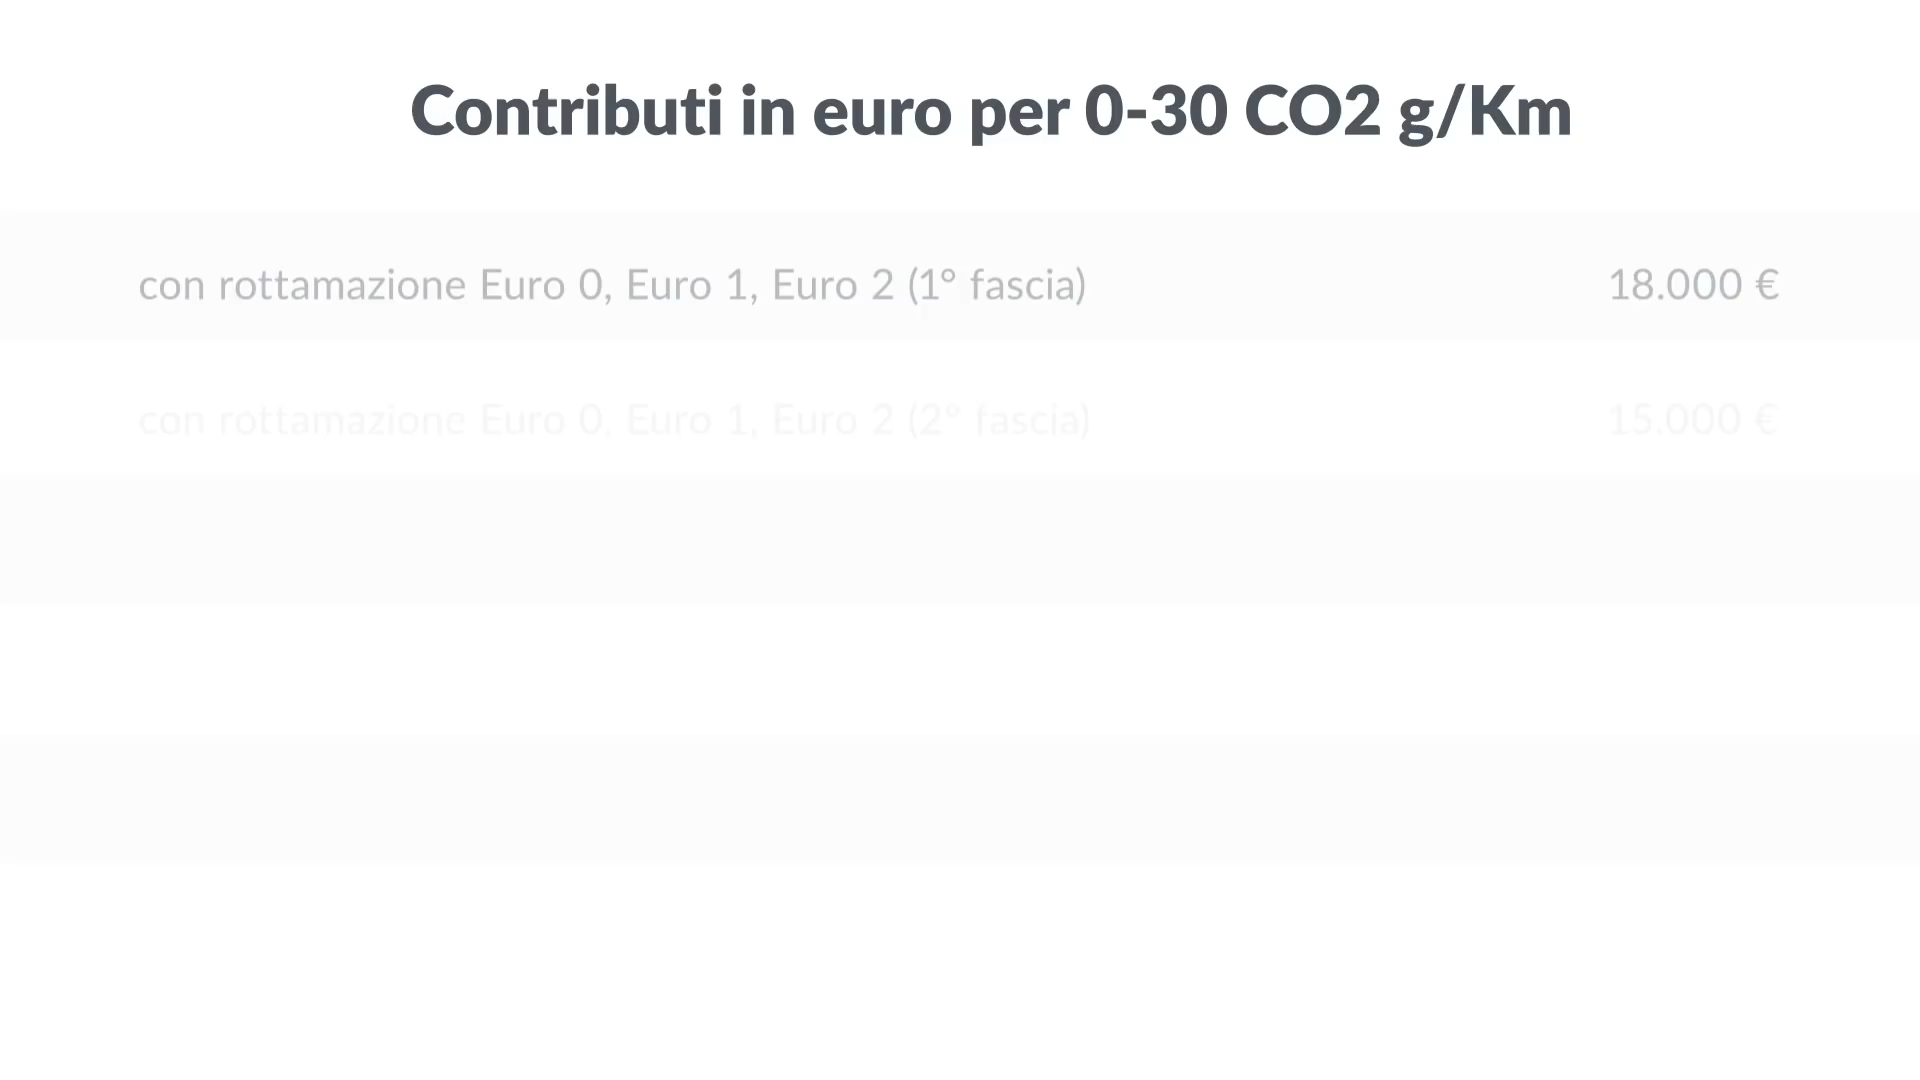 Contributi in euro per 0-30 CO2 g/Km
con rottamazione Euro 0, Euro 1, Euro 2 (1° fascia) 18.000 €
con rottamazione Euro 0, Euro 1, Euro 2 (2° fascia) 15.000 €